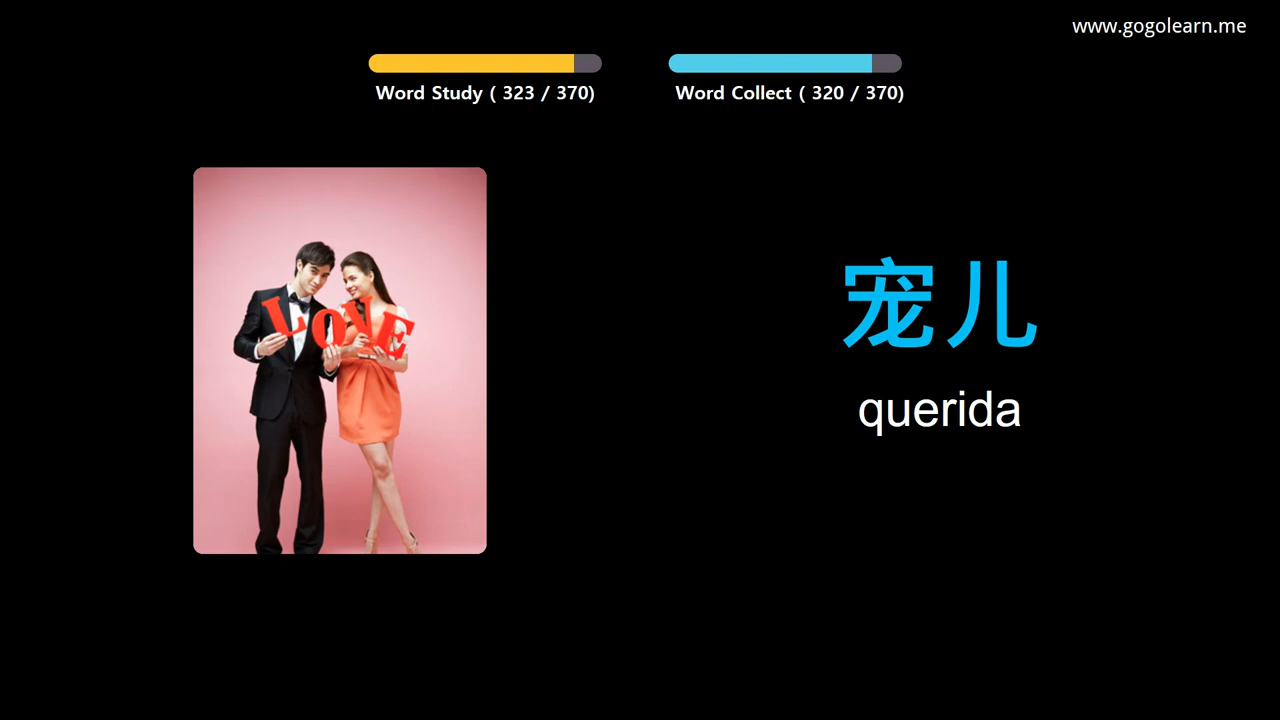 www.gogolearn.me
Word Study ( 323 / 370)
Word Collect ( 320 / 370)
LOVE
宠儿
querida